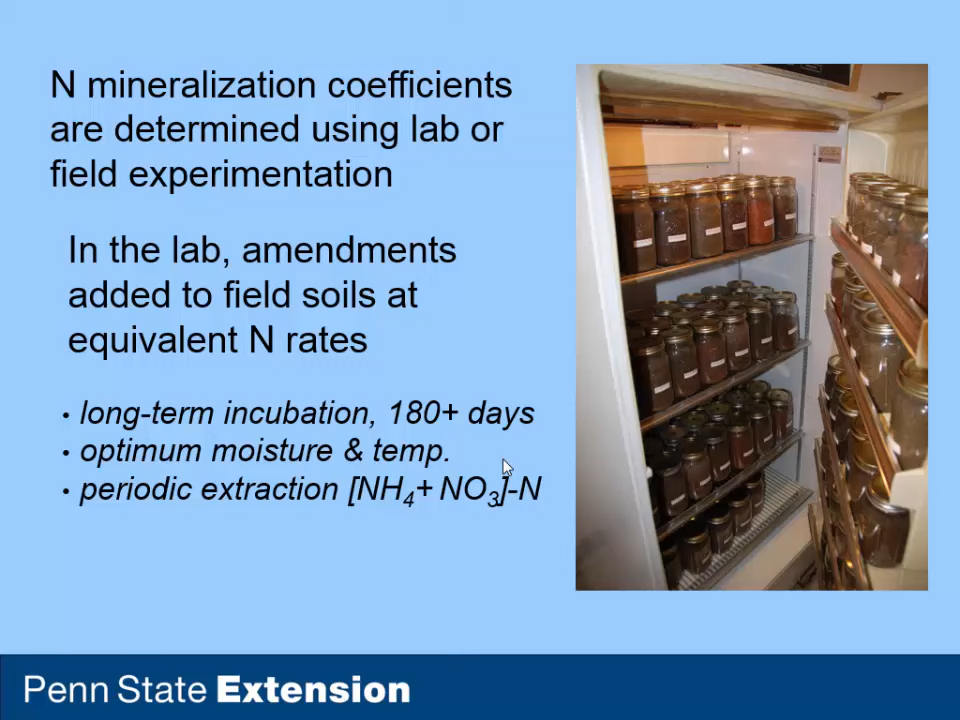 N mineralization coefficients
are determined using lab or
field experimentation
In the lab, amendments
added to field soils at
equivalent N rates
• long-term incubation, 180+ days
• optimum moisture & temp.
• periodic extraction [NH₄+ NO₃]-N
Penn State Extension